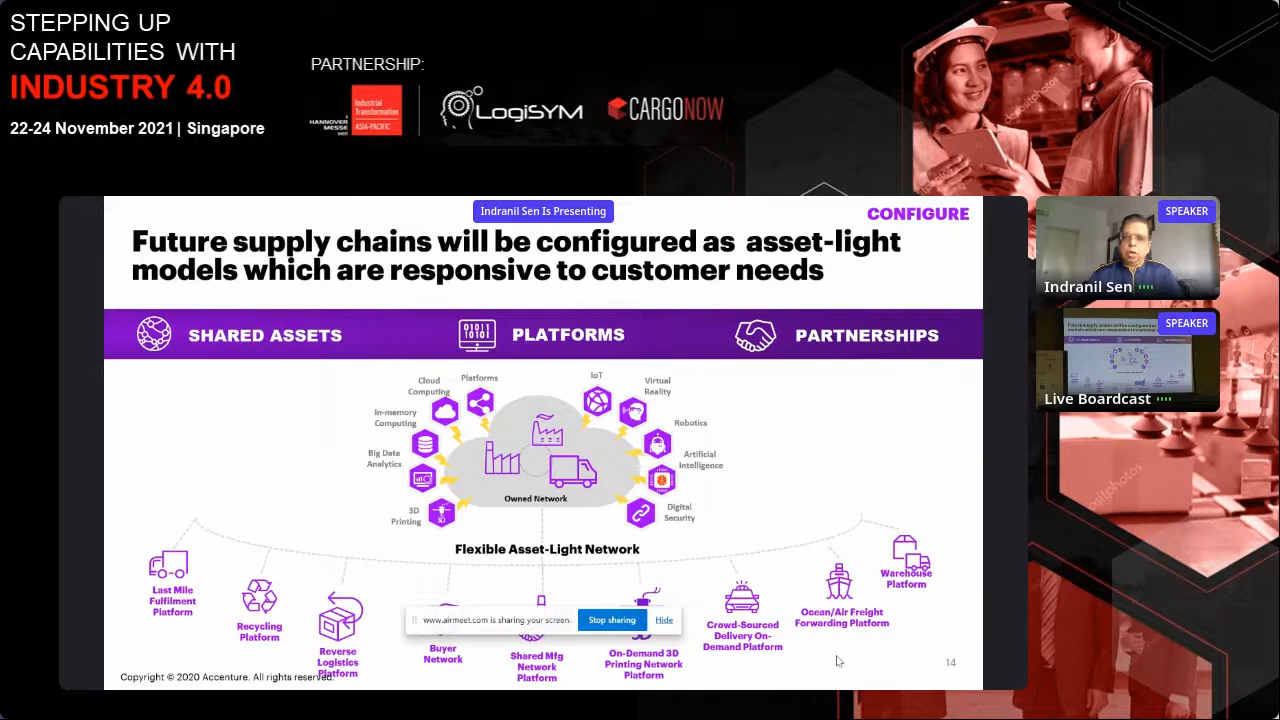 STEPPING UP
CAPABILITIES WITH
INDUSTRY 4.0
22-24 November 2021 | Singapore
PARTNERSHIP:
HANNOVER
MESSE
Industrial
Transformation
ASIA-PACIFIC
LogiSYM
CARGONOW
depositphotos
Indranil Sen Is Presenting
CONFIGURE
Future supply chains will be configured as asset-light
models which are responsive to customer needs
SHARED ASSETS
PLATFORMS
PARTNERSHIPS
Cloud
Computing
Platforms
IoT
Virtual
Reality
In-memory
Computing
Robotics
Big Data
Analytics
Artificial
Intelligence
3D
Printing
Digital
Security
Owned Network
Flexible Asset-Light Network
Last Mile
Fulfilment
Platform
Recycling
Platform
Reverse
Logistics
Platform
Buyer
Network
Shared Mfg
Network
Platform
On-Demand 3D
Printing Network
Platform
Crowd-Sourced
Delivery On-
Demand Platform
Ocean/Air Freight
Forwarding Platform
Warehouse
Platform
www.airmeet.com is sharing your screen.
Stop sharing
Hide
Copyright © 2020 Accenture. All rights reserved.
14
SPEAKER
Indranil Sen
SPEAKER
Live Boardcast